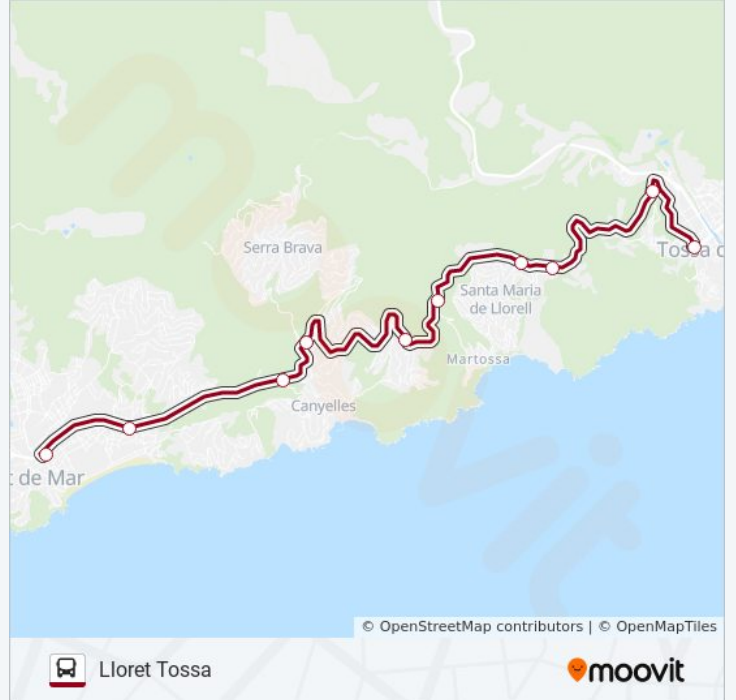 Serra Brava
Tossa d
Santa Maria
de Llorell
Martossa
Canyelles
t de Mar
© OpenStreetMap contributors | © OpenMapTiles
Lloret Tossa
moovit